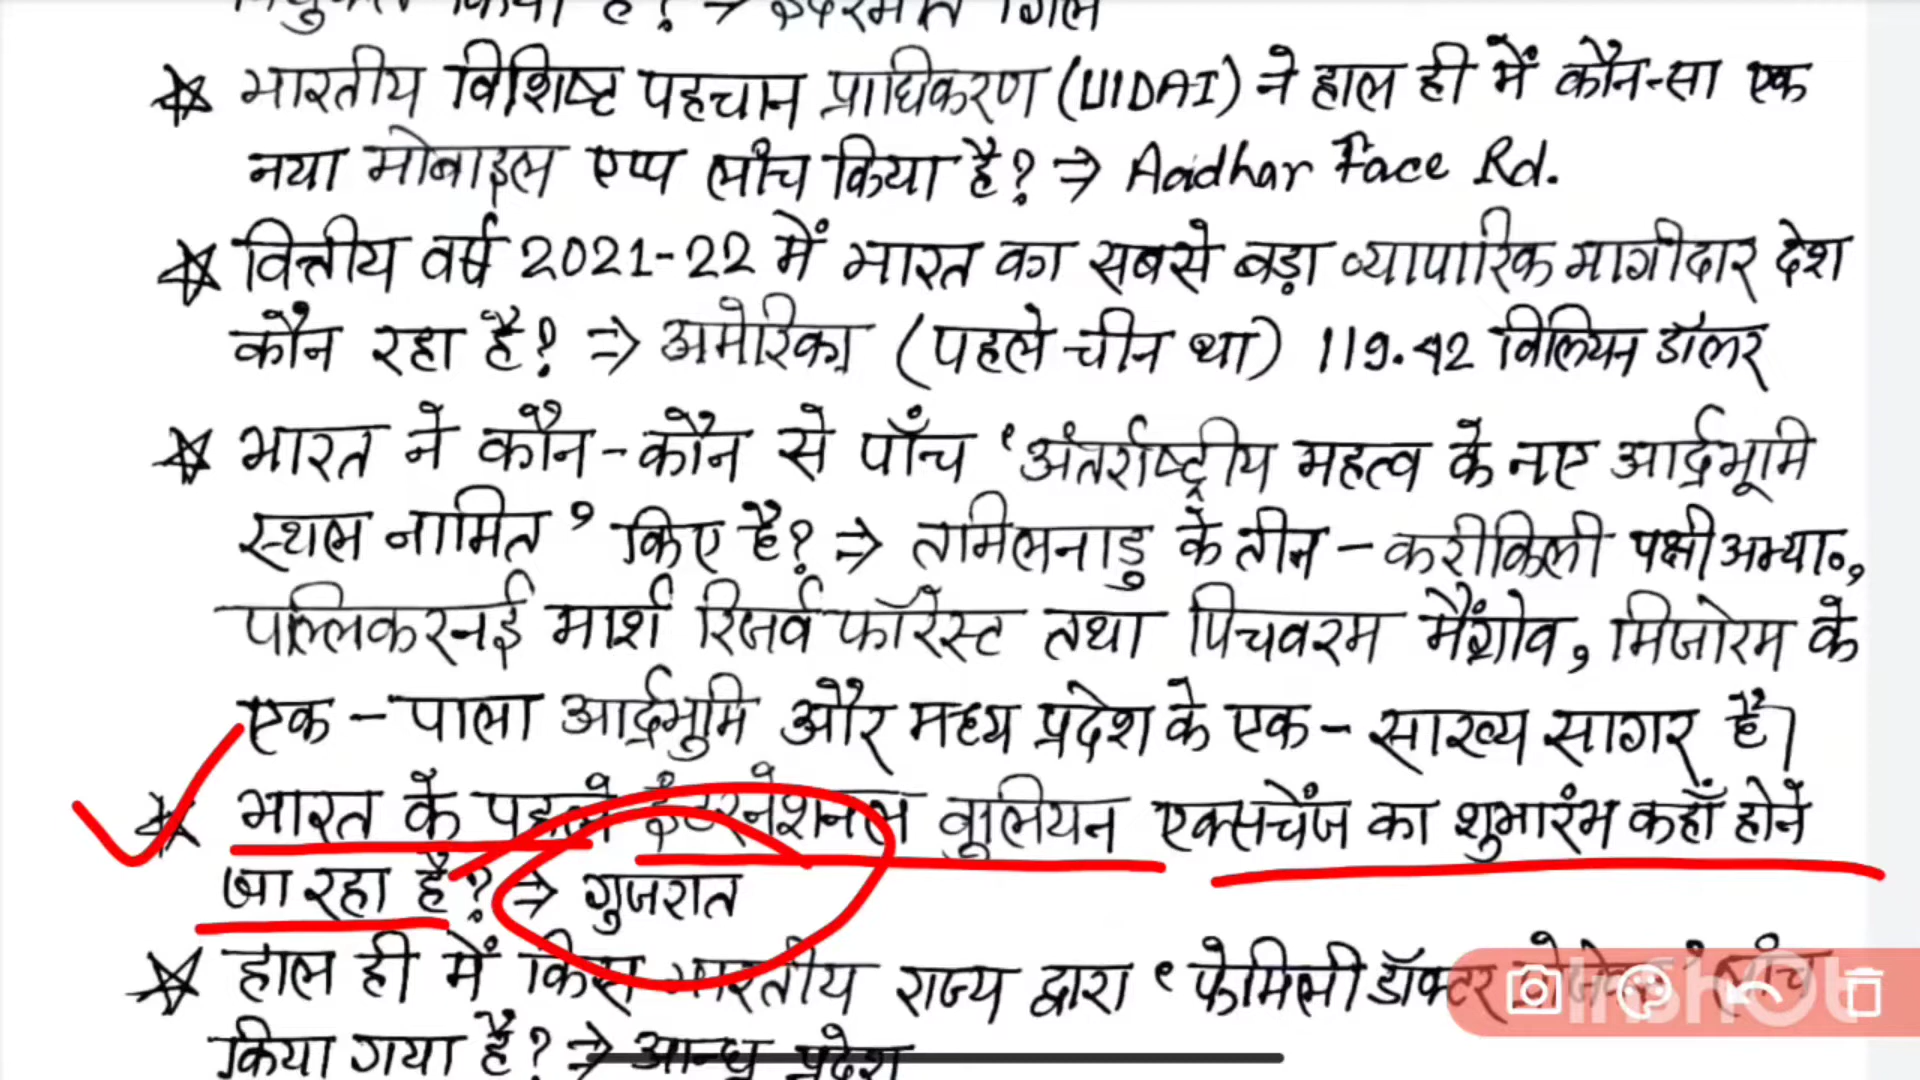 किया है? → इंदरमीत गिल
☆ भारतीय विशिष्ट पहचान प्राधिकरण (UIDAI) ने हाल ही में कौन-सा एक
नया मोबाइल एप्प लाँच किया है? ⇒ Aadhar Face Rd.
☆ वित्तीय वर्ष 2021-22 में भारत का सबसे बड़ा व्यापारिक भागीदार देश
कौन रहा है? ⇒ अमेरिका (पहले चीन था) 119.42 बिलियन डॉलर
☆ भारत ने कौन-कौन से पाँच ‘अंतर्राष्ट्रीय महत्व के नए आर्द्रभूमि
स्थल नामित’ किए है? ⇒ तमिलनाडु के तीन - करीकिली पक्षी अभ्या०,
पल्लिकरनई मार्श रिजर्व फॉरेस्ट तथा पिचवरम मैंग्रोव, मिजोरम के
एक - पाला आर्द्रभूमि और मध्य प्रदेश के एक - साख्य सागर है।
☆ भारत के पहले इंटरनेशनल बुलियन एक्सचेंज का शुभारंभ कहाँ होने
जा रहा है? ⇒ गुजरात
☆ हाल ही में किस भारतीय राज्य द्वारा ‘फेमिली डॉक्टर प्रोजेक्ट’ लाँच
किया गया है? ⇒ आन्ध्र प्रदेश
InShOt